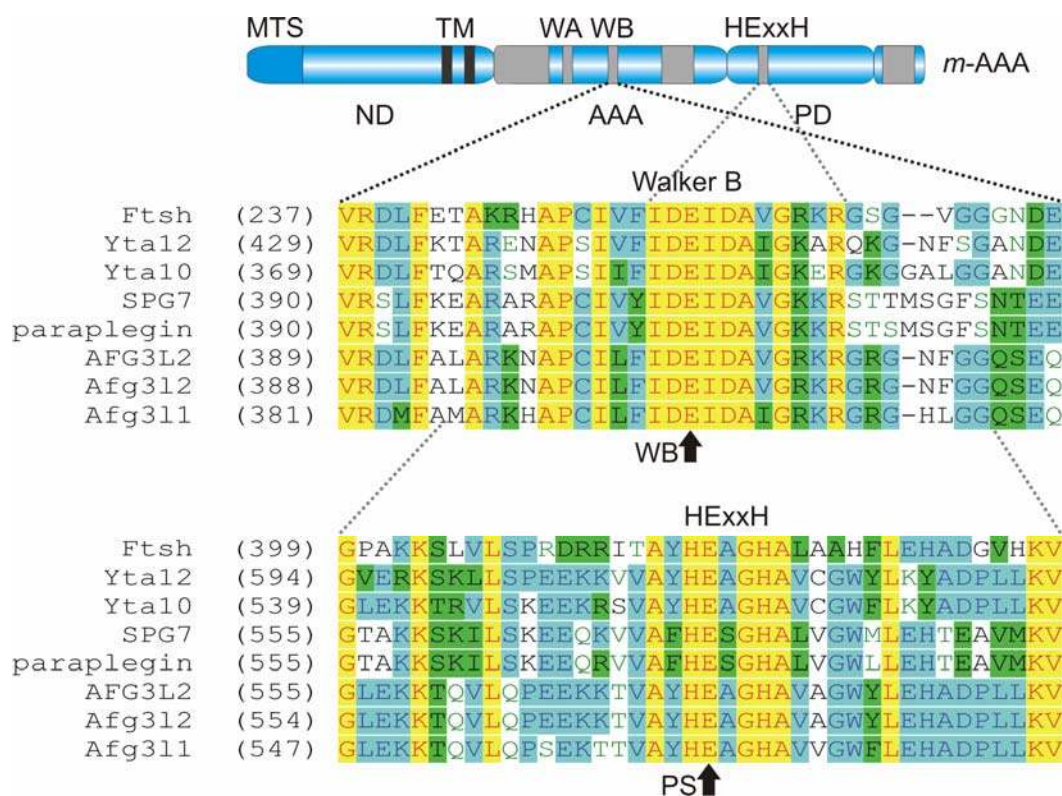 MTS TM WA WB HExxH
m-AAA
ND AAA PD
Walker B
Ftsh (237) VRDLFETAKRHAPCIVFIDEIDAVGRKRGSG--VGGGNDE
Yta12 (429) VRDLFKTARENAPSIVFIDEIDAIGKARQKG-NFSGANDE
Yta10 (369) VRDLFTQARSMAPSIIFIDEIDAIGKERGKGGALGGANDE
SPG7 (390) VRSLFKEARARAPCIVYIDEIDAVGKKRSTTMSGFSNTEE
paraplegin (390) VRSLFKEARARAPCIVYIDEIDAVGKKRSTSMSGFSNTEE
AFG3L2 (389) VRDLFALARKNAPCILFIDEIDAVGRKRGRG-NFGGQSEQ
Afg3l2 (388) VRDLFALARKNAPCILFIDEIDAVGRKRGRG-NFGGQSEQ
Afg3l1 (381) VRDMFAMARKHAPCILFIDEIDAIGRKRGRG-HLGGQSEQ
WB
HExxH
Ftsh (399) GPAKKSLVLSPRDRRITAYHEAGHALAAHFLEHADGVHKV
Yta12 (594) GVERKSKLLSPEEKKVVAYHEAGHAVCGWYLKYADPLLKV
Yta10 (539) GLEKKTRVLSKEEKRSVAYHEAGHAVCGWFLKYADPLLKV
SPG7 (555) GTAKKSKILSKEEQKVVAFHESGHALVGWMLEHTEAVMKV
paraplegin (555) GTAKKSKILSKEEQRVVAFHESGHALVGWLLEHTEAVMKV
AFG3L2 (555) GLEKKTQVLQPEEKKTVAYHEAGHAVAGWYLEHADPLLKV
Afg3l2 (554) GLEKKTQVLQPEEKKTVAYHEAGHAVAGWYLEHADPLLKV
Afg3l1 (547) GLEKKTQVLQPSEKTTVAYHEAGHAVVGWFLEHADPLLKV
PS